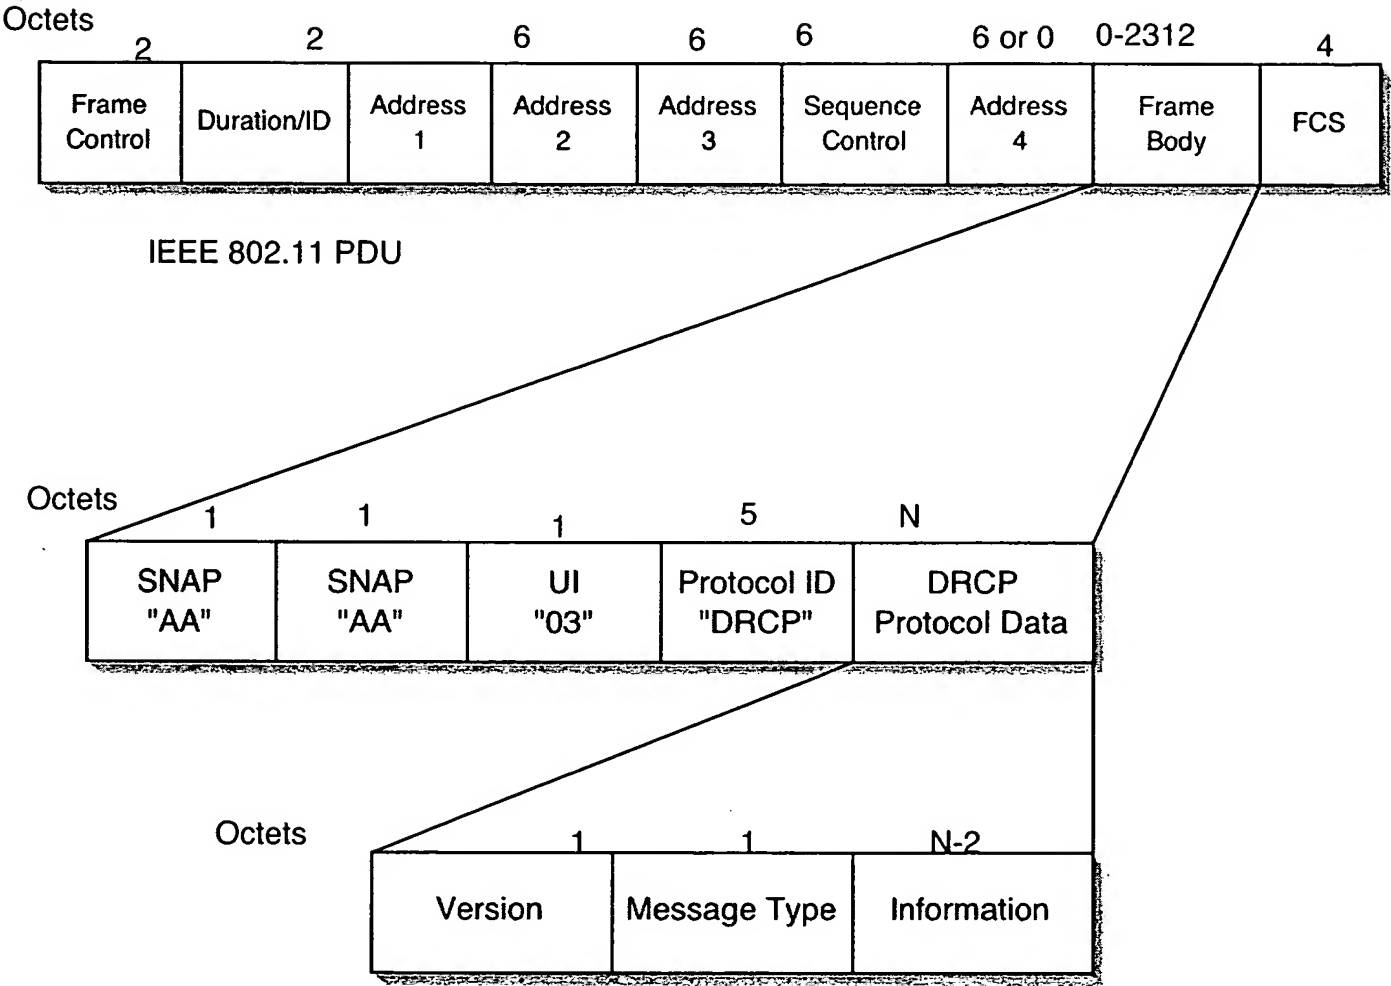 Octets
2 2 6 6 6 6 or 0 0-2312 4
Frame Control
Duration/ID
Address 1
Address 2
Address 3
Sequence Control
Address 4
Frame Body
FCS
IEEE 802.11 PDU
Octets
1 1 1 5 N
SNAP "AA"
SNAP "AA"
UI "03"
Protocol ID "DRCP"
DRCP Protocol Data
Octets
1 1 N-2
Version
Message Type
Information